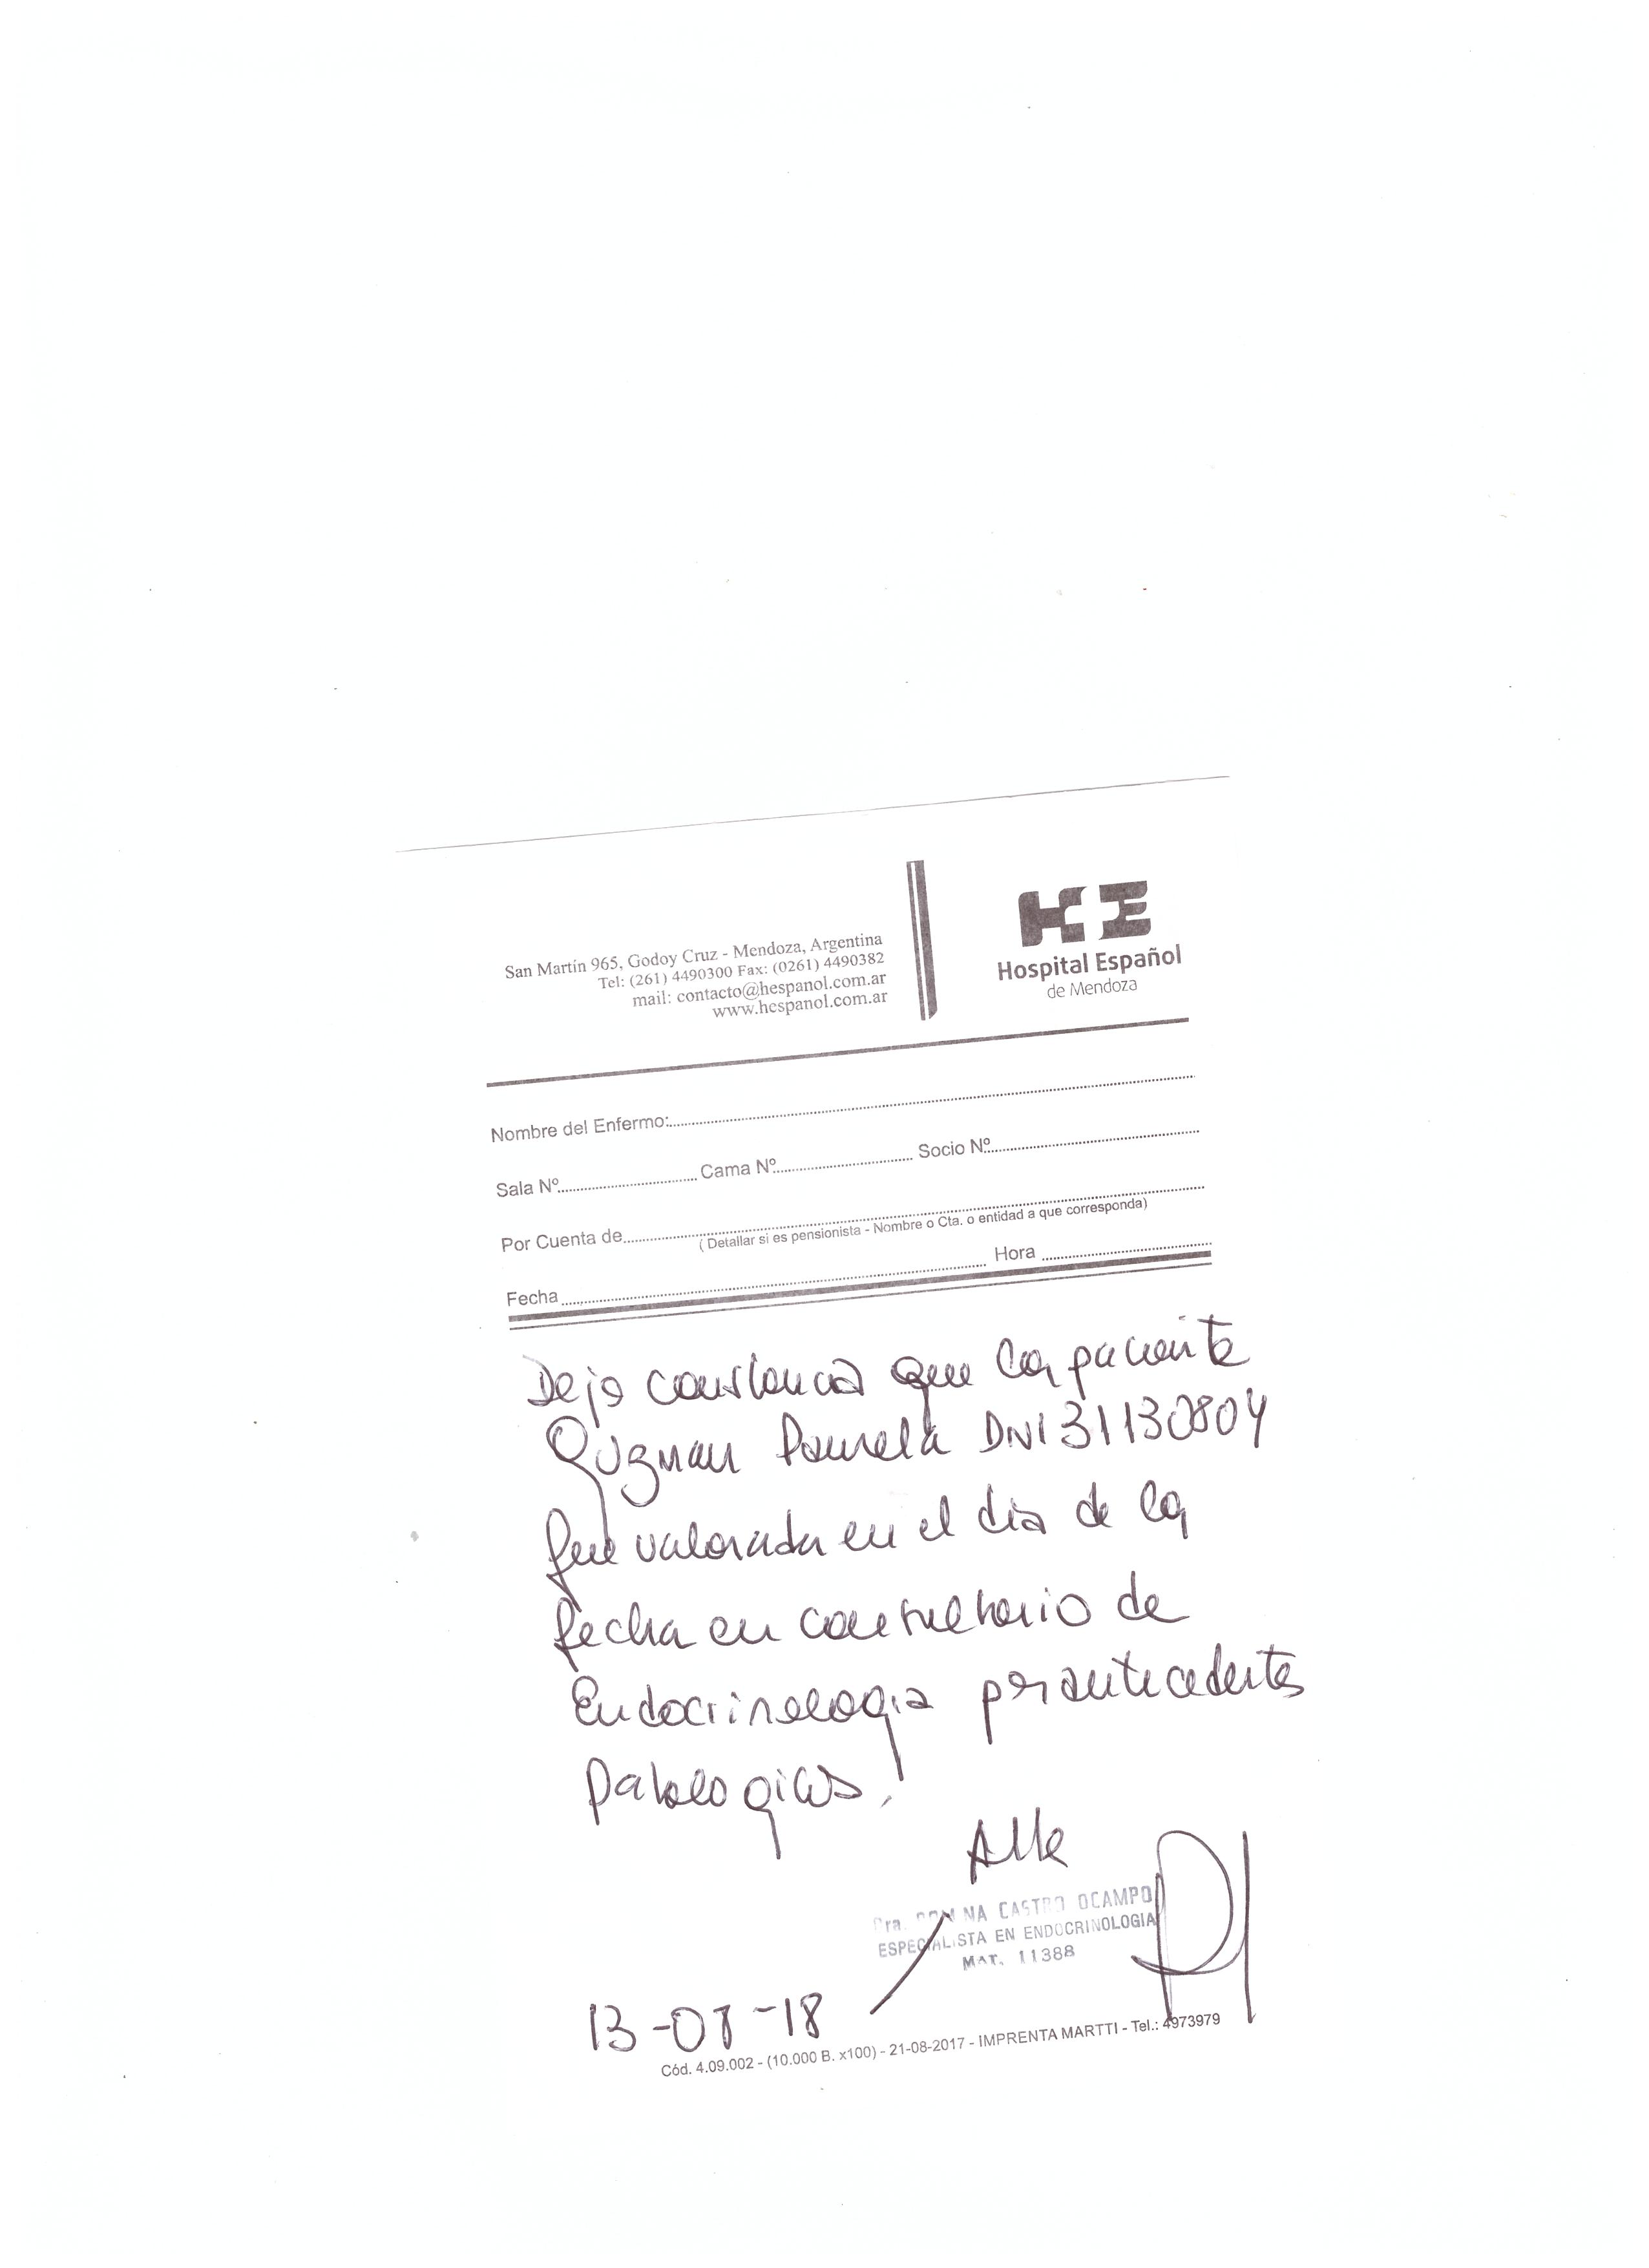 San Martín 965, Godoy Cruz - Mendoza, Argentina
Tel: (261) 4490300 Fax: (0261) 4490382
mail: contacto@hespanol.com.ar
www.hespanol.com.ar
HE
Hospital Español
de Mendoza
Nombre del Enfermo:
Sala Nº Cama Nº Socio Nº
Por Cuenta de
( Detallar si es pensionista - Nombre o Cta. o entidad a que corresponda)
Fecha Hora
Dejo constancia que la paciente
Guzman Pamela DNI 31130804
fue valorada en el dia de la
fecha en consultorio de
Endocrinologia por antecedentes
Patologicos.
Atte
Dra. CASTRO OCAMPO
ESPECIALISTA EN ENDOCRINOLOGIA
MAT. 11388
13- -18
Cód. 4.09.002 - (10.000 B. x100) - 21-08-2017 - IMPRENTA MARTTI - Tel.: 4973979